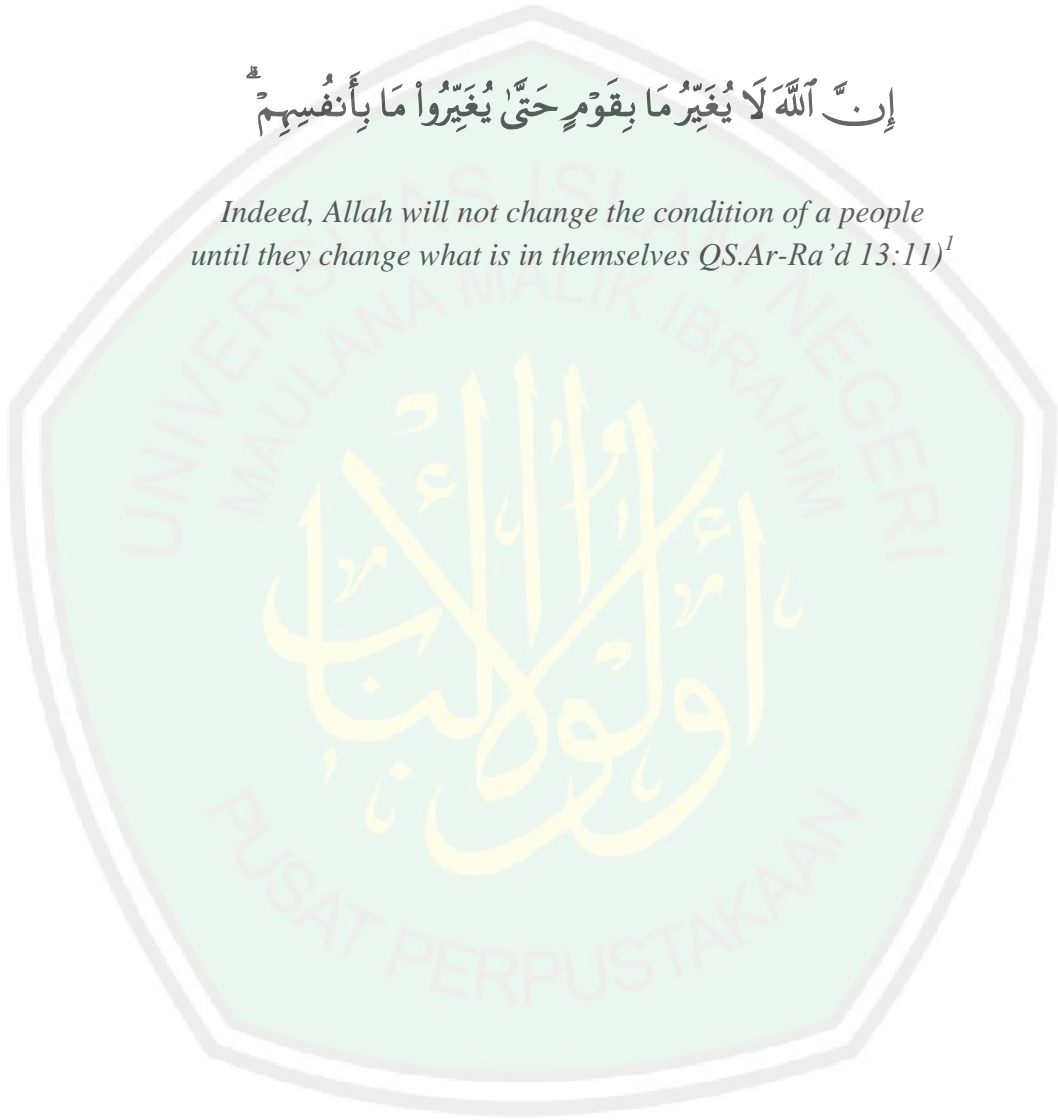 إِنَّ ٱللَّهَ لَا يُغَيِّرُ مَا بِقَوْمٍ حَتَّىٰ يُغَيِّرُوا۟ مَا بِأَنفُسِهِمْ ۗ
Indeed, Allah will not change the condition of a people
until they change what is in themselves QS.Ar-Ra’d 13:11)1
UNIVERSITAS ISLAM NEGERI
MAULANA MALIK IBRAHIM
أولوا الألباب
PUSAT PERPUSTAKAAN